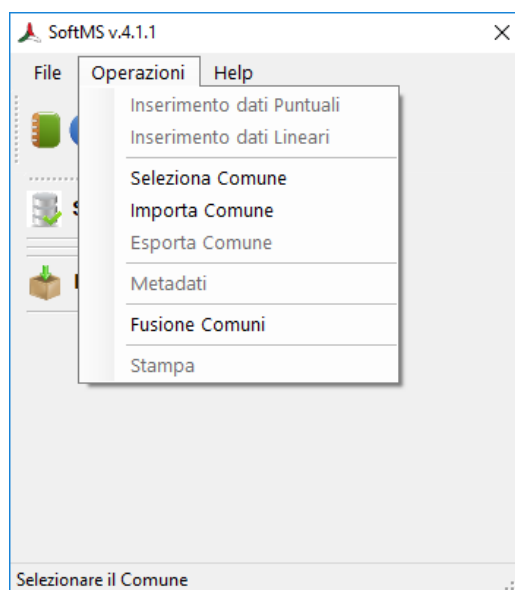 SoftMS v.4.1.1
File Operazioni Help
Inserimento dati Puntuali
Inserimento dati Lineari
Seleziona Comune
Importa Comune
Esporta Comune
Metadati
Fusione Comuni
Stampa
Selezionare il Comune